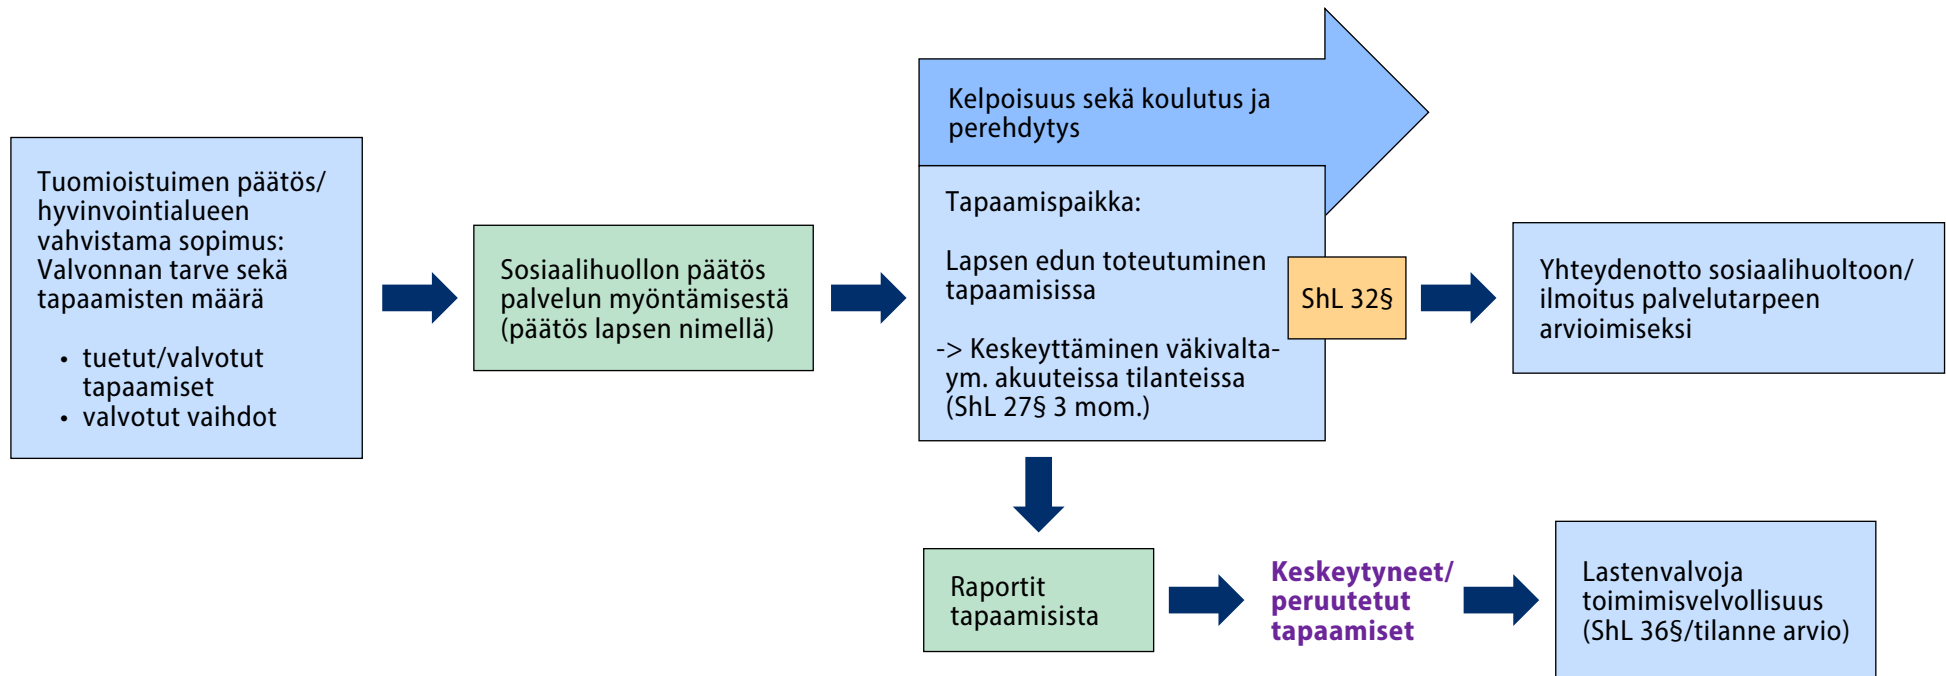 Tuomioistuimen päätös/
hyvinvointialueen
vahvistama sopimus:
Valvonnan tarve sekä
tapaamisten määrä
• tuetut/valvotut
tapaamiset
• valvotut vaihdot
Sosiaalihuollon päätös
palvelun myöntämisestä
(päätös lapsen nimellä)
Kelpoisuus sekä koulutus ja
perehdytys
Tapaamispaikka:
Lapsen edun toteutuminen
tapaamisissa
-> Keskeyttäminen väkivalta-
ym. akuuteissa tilanteissa
(ShL 27§ 3 mom.)
ShL 32§
Yhteydenotto sosiaalihuoltoon/
ilmoitus palvelutarpeen
arvioimiseksi
Raportit
tapaamisista
Keskeytyneet/
peruutetut
tapaamiset
Lastenvalvoja
toimimisvelvollisuus
(ShL 36§/tilanne arvio)